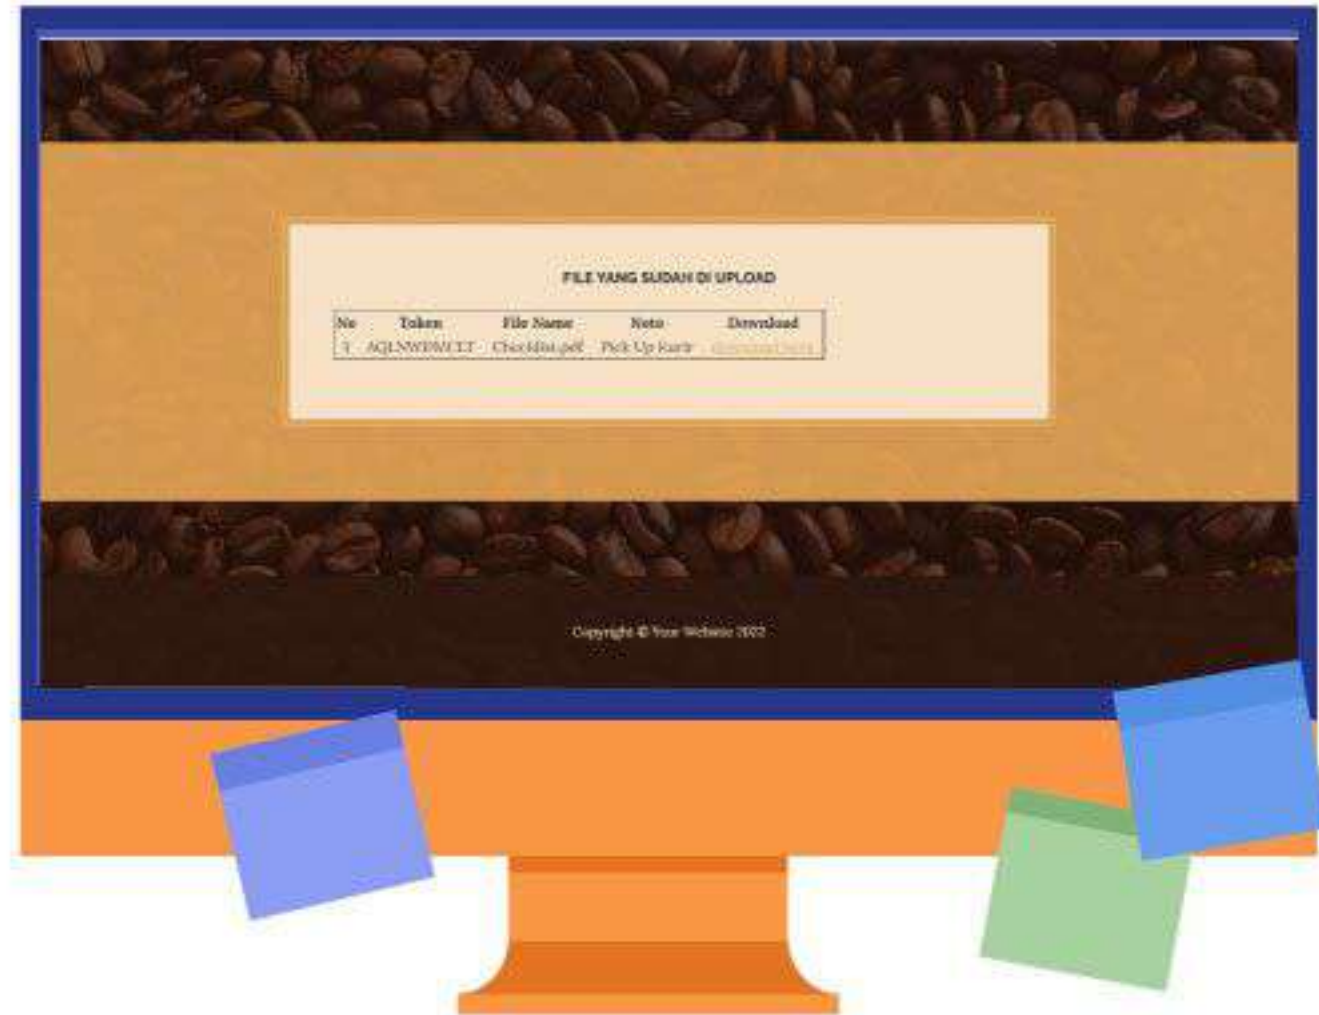 FILE YANG SUDAH DI UPLOAD
No Token File Name Note Download
1 Checklist.pdf Pick Up Kurir
Copyright © Your Website 2022